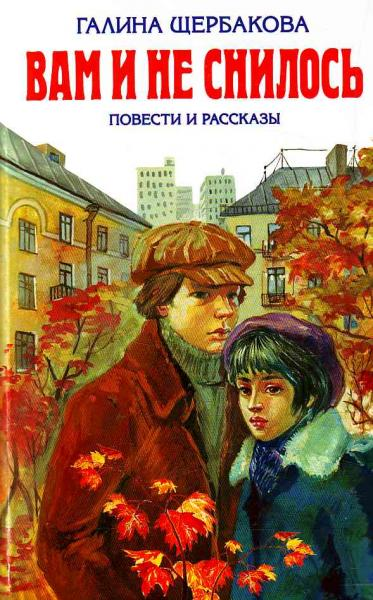 ГАЛИНА ЩЕРБАКОВА
ВАМ И НЕ СНИЛОСЬ
ПОВЕСТИ И РАССКАЗЫ